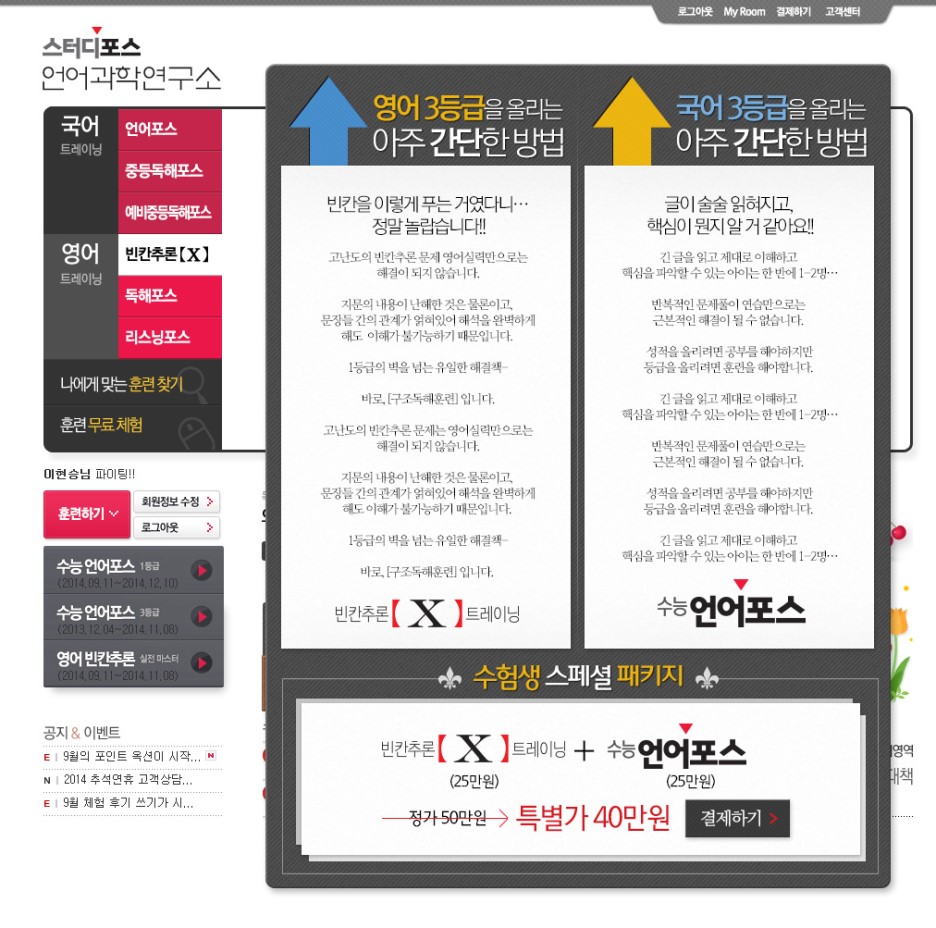 로그아웃 My Room 결제하기 고객센터
스터디포스
언어과학연구소
국어
트레이닝
언어포스
중등독해포스
예비중등독해포스
영어
트레이닝
빈칸추론【X】
독해포스
리스닝포스
나에게 맞는 훈련 찾기
훈련 무료 체험
이현승님 파이팅!!
훈련하기
회원정보 수정
로그아웃
수능 언어포스 1등급
(2014.09.11~2014.12.10)
수능 언어포스 3등급
(2013.12.04~2014.11.08)
영어 빈칸추론 실전 마스터
(2014.09.11~2014.11.08)
공지 & 이벤트
E | 9월의 포인트 옥션이 시작... N
N | 2014 추석연휴 고객상담...
E | 9월 체험 후기 쓰기가 시...
영어 3등급을 올리는
아주 간단한 방법
빈칸을 이렇게 푸는 거였다니…
정말 놀랍습니다!!
고난도의 빈칸추론 문제 영어실력만으로는
해결이 되지 않습니다.
지문의 내용이 난해한 것은 물론이고,
문장들 간의 관계가 얽혀있어 해석을 완벽하게
해도 이해가 불가능하기 때문입니다.
1등급의 벽을 넘는 유일한 해결책-
바로, [구조독해훈련] 입니다.
고난도의 빈칸추론 문제는 영어실력만으로는
해결이 되지 않습니다.
지문의 내용이 난해한 것은 물론이고,
문장들 간의 관계가 얽혀있어 해석을 완벽하게
해도 이해가 불가능하기 때문입니다.
1등급의 벽을 넘는 유일한 해결책-
바로, [구조독해훈련] 입니다.
빈칸추론【X】트레이닝
국어 3등급을 올리는
아주 간단한 방법
글이 술술 읽혀지고,
핵심이 뭔지 알 거 같아요!!
긴 글을 읽고 제대로 이해하고
핵심을 파악할 수 있는 아이는 한 반에 1-2명…
반복적인 문제풀이 연습만으로는
근본적인 해결이 될 수 없습니다.
성적을 올리려면 공부를 해야하지만
등급을 올리려면 훈련을 해야합니다.
긴 글을 읽고 제대로 이해하고
핵심을 파악할 수 있는 아이는 한 반에 1-2명…
반복적인 문제풀이 연습만으로는
근본적인 해결이 될 수 없습니다.
성적을 올리려면 공부를 해야하지만
등급을 올리려면 훈련을 해야합니다.
긴 글을 읽고 제대로 이해하고
핵심을 파악할 수 있는 아이는 한 반에 1-2명…
수능 언어포스
수험생 스페셜 패키지
빈칸추론【X】트레이닝 + 수능 언어포스
(25만원) (25만원)
정가 50만원 특별가 40만원 결제하기 >
영역
대책